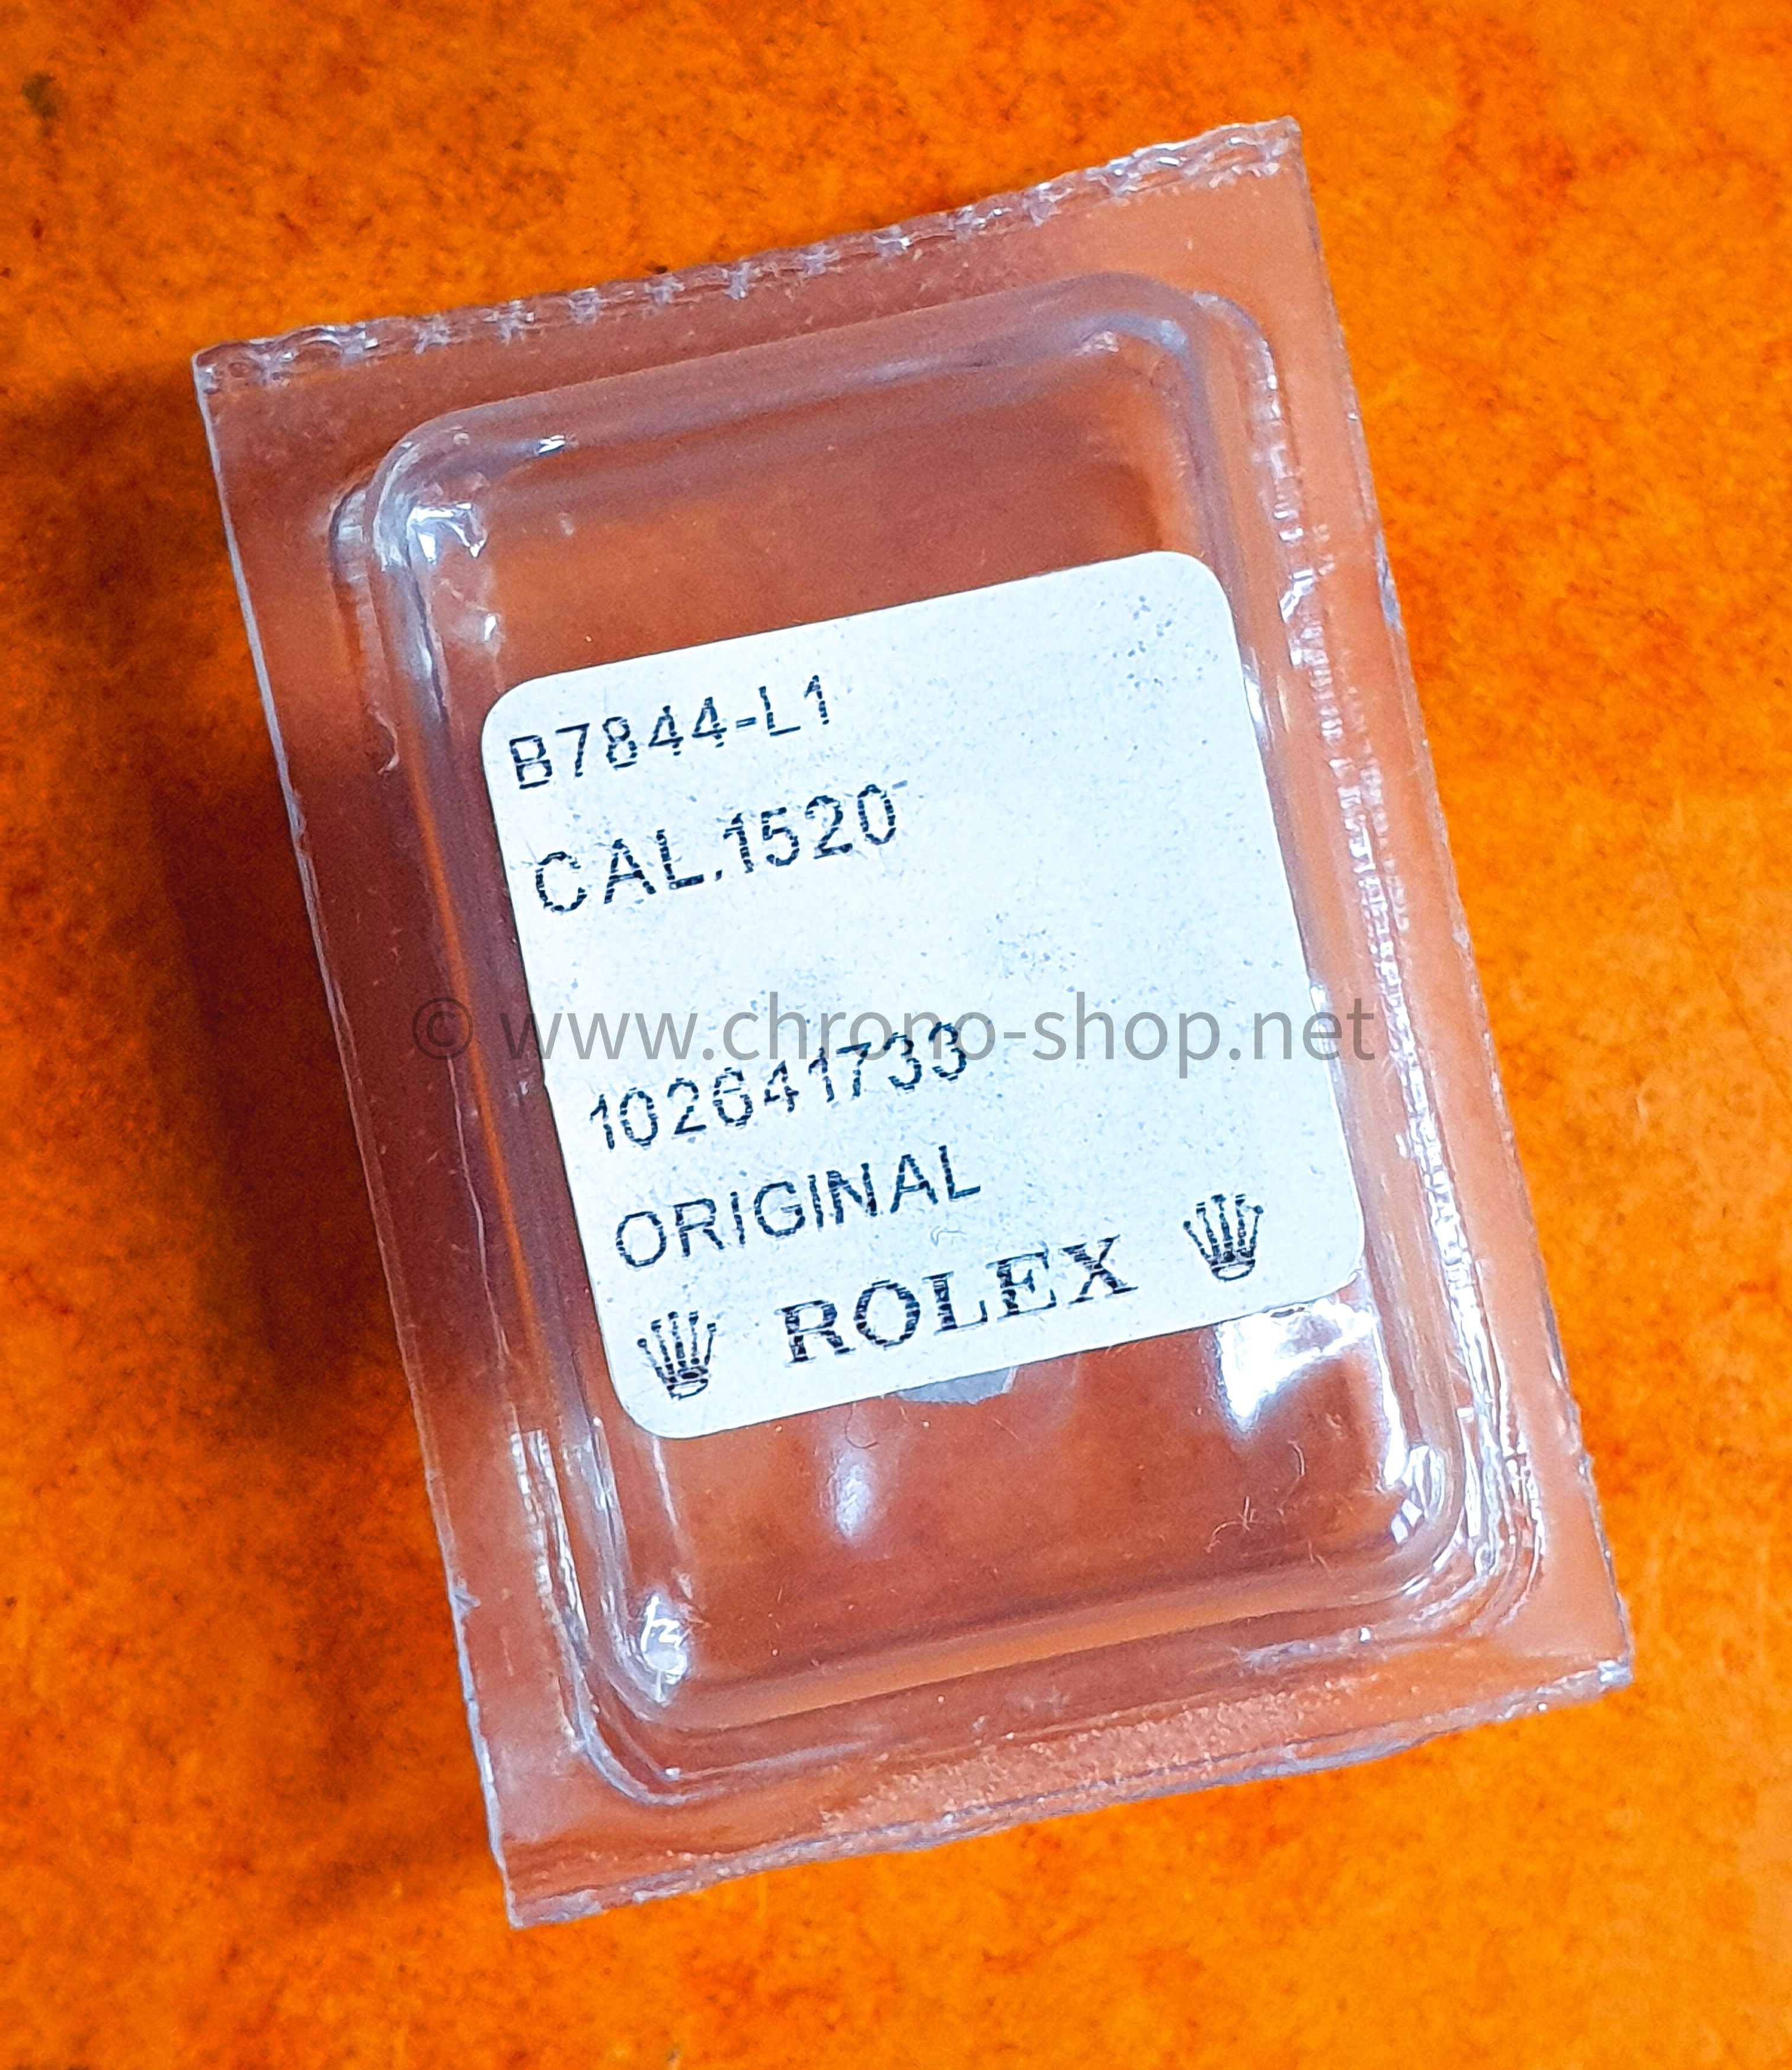 B7844-L1
CAL.1520
© www.chrono-shop.net
102641733
ORIGINAL
ROLEX